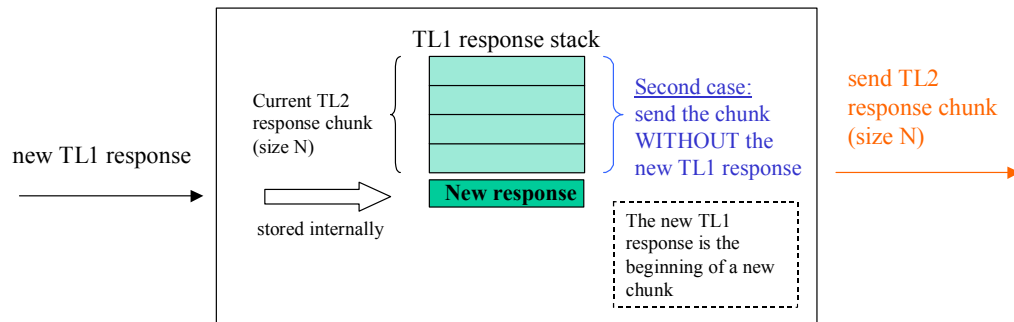 new TL1 response
TL1 response stack
Current TL2
response chunk
(size N)
New response
stored internally
Second case:
send the chunk
WITHOUT the
new TL1 response
The new TL1
response is the
beginning of a new
chunk
send TL2
response chunk
(size N)